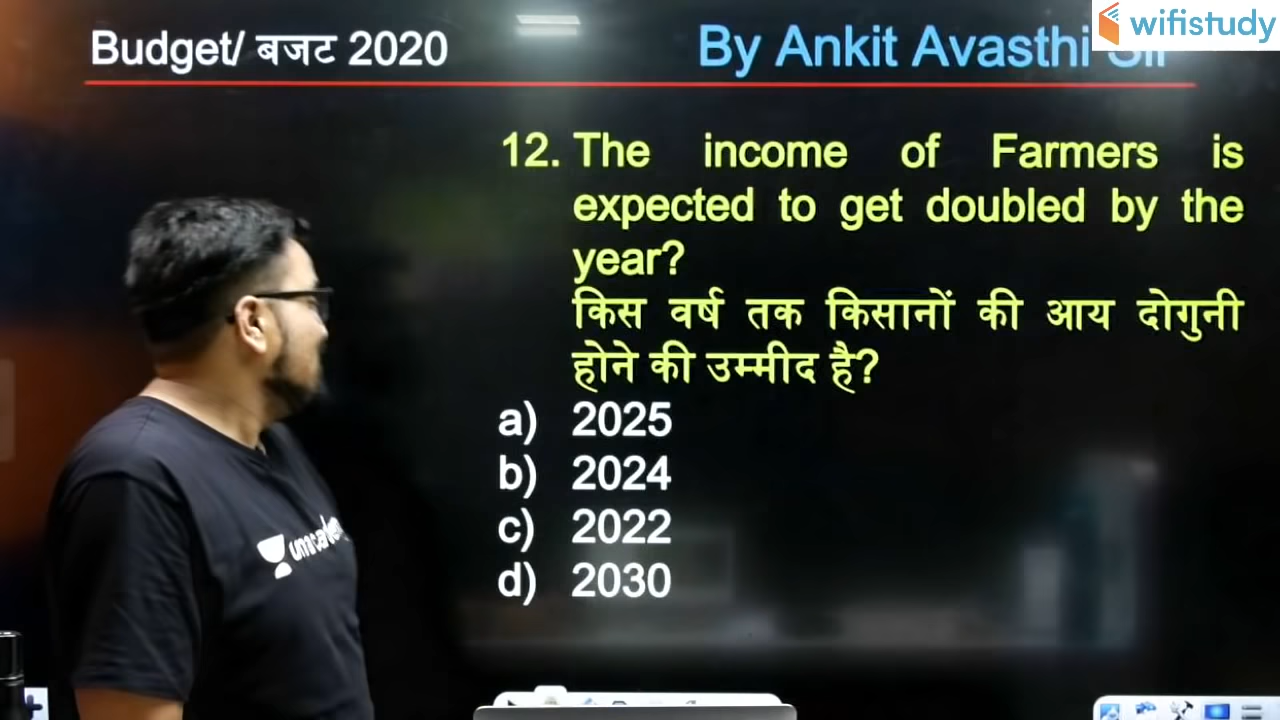 Budget/ बजट 2020
By Ankit Avasthi Sir
wifistudy
12. The income of Farmers is
expected to get doubled by the
year?
किस वर्ष तक किसानों की आय दोगुनी
होने की उम्मीद है?
a) 2025
b) 2024
c) 2022
d) 2030